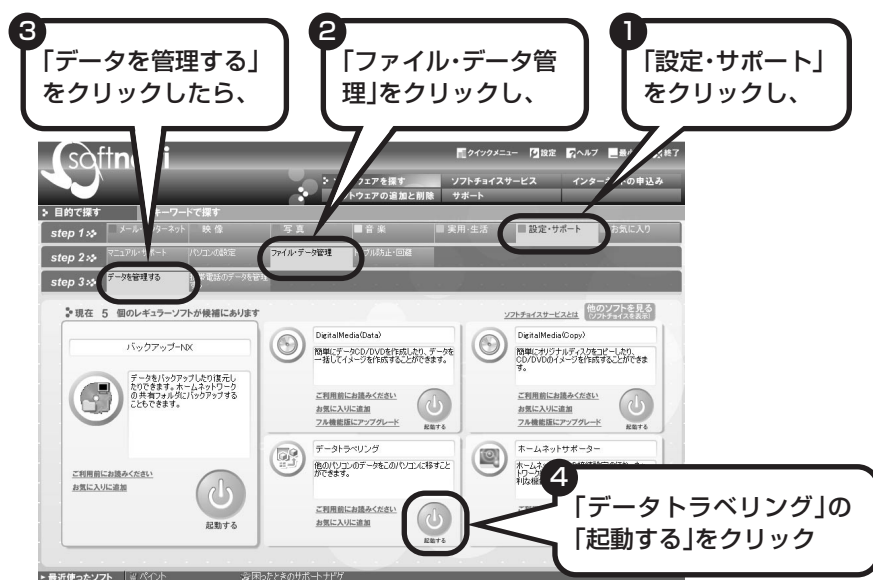 ❸
「データを管理する」
をクリックしたら、
❷
「ファイル・データ管
理」をクリックし、
❶
「設定・サポート」
をクリックし、
softn i
クイックメニュー 設定 ヘルプ 終了
ウェアを探す ソフトチョイスサービス インター の申込み
トウェアの追加と削除 サポート
目的で探す キーワードで探す
step 1 メール・ ターネット 映像 写真 音楽 実用・生活 設定・サポート お気に入り
step 2 マニュアル・サポート パソコンの設定 ファイル・データ管理 ブル防止・回避
step 3 データを管理する 電話のデータを管理
現在 5 個のレギュラーソフトが候補にあります
ソフトチョイスサービスとは 他のソフトを見る
(ソフトチョイスを表示)
バックアップ-NX
データをバックアップしたり復元し
たりできます。ホームネットワーク
の共有フォルダにバックアップする
こともできます。
ご利用前にお読みください
お気に入りに追加
起動する
DigitalMedia(Data)
簡単にデータCD/DVDを作成したり、データを
一括してイメージを作成することができます。
ご利用前にお読みください
お気に入りに追加
フル機能版にアップグレード
起動する
DigitalMedia(Copy)
簡単にオリジナルディスクをコピーしたり、
CD/DVDのイメージを作成することができま
す。
ご利用前にお読みください
お気に入りに追加
フル機能版にアップグレード
起動する
データトラベリング
他のパソコンのデータをこのパソコンに移すこと
ができます。
ご利用前にお読みください
お気に入りに追加
起動する
ホームネットサポーター
❹
「データトラベリング」の
「起動する」をクリック
最近使ったソフト ペイント 困ったときのサポートナビゲ